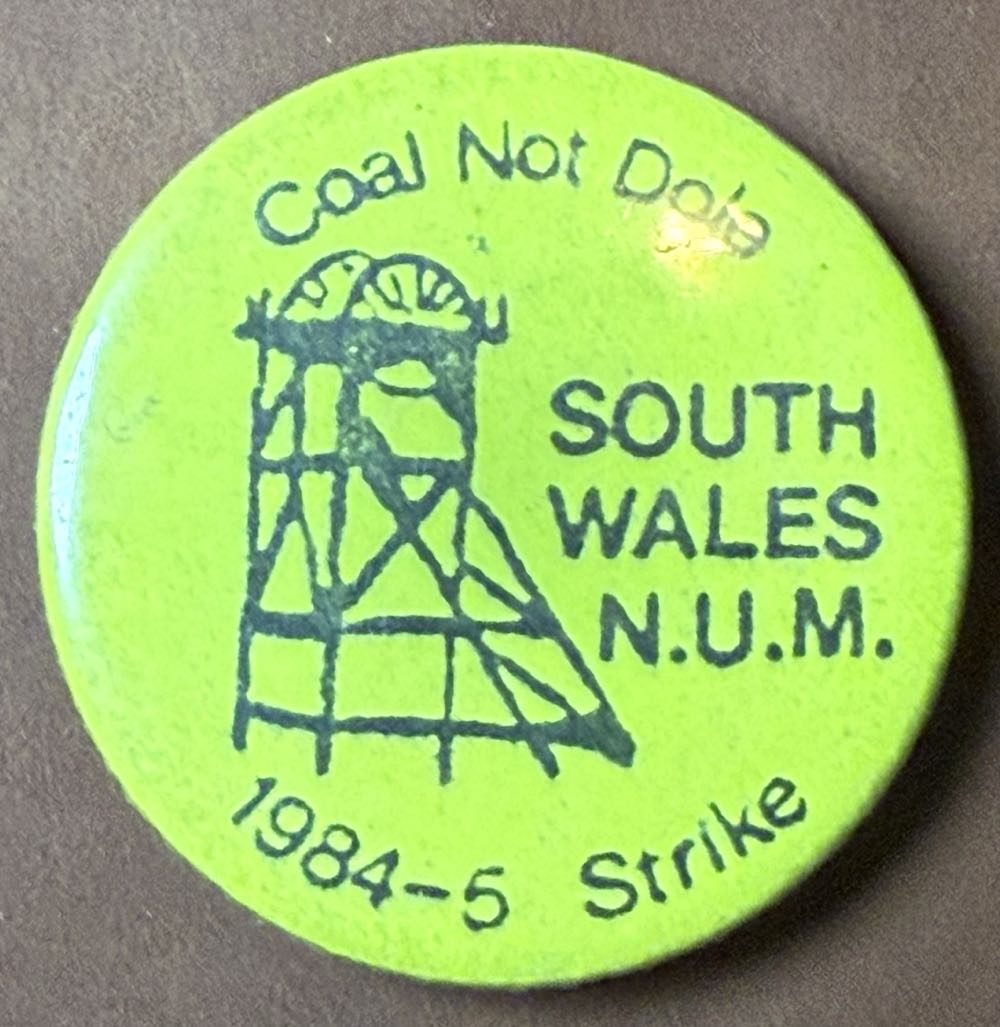 Coal Not Dole
SOUTH
WALES
N.U.M.
1984-5 Strike